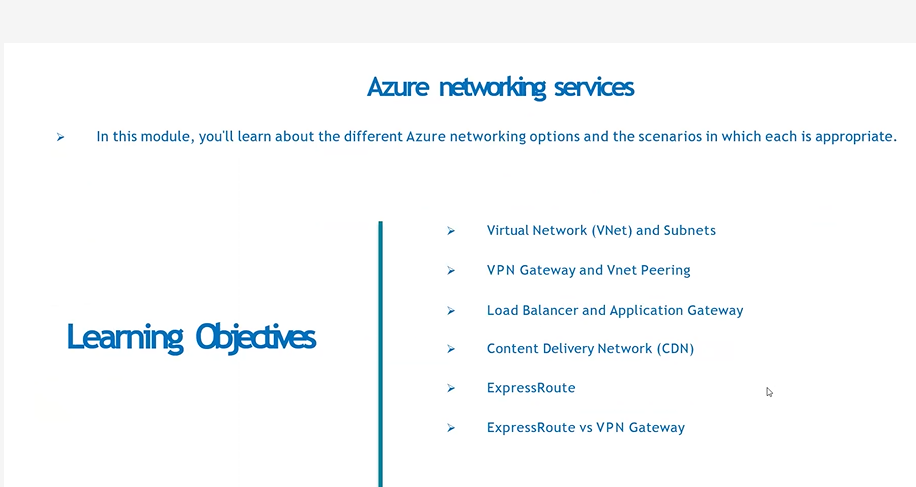 Azure networking services
In this module, you'll learn about the different Azure networking options and the scenarios in which each is appropriate.
Learning Objectives
Virtual Network (VNet) and Subnets
VPN Gateway and Vnet Peering
Load Balancer and Application Gateway
Content Delivery Network (CDN)
ExpressRoute
ExpressRoute vs VPN Gateway